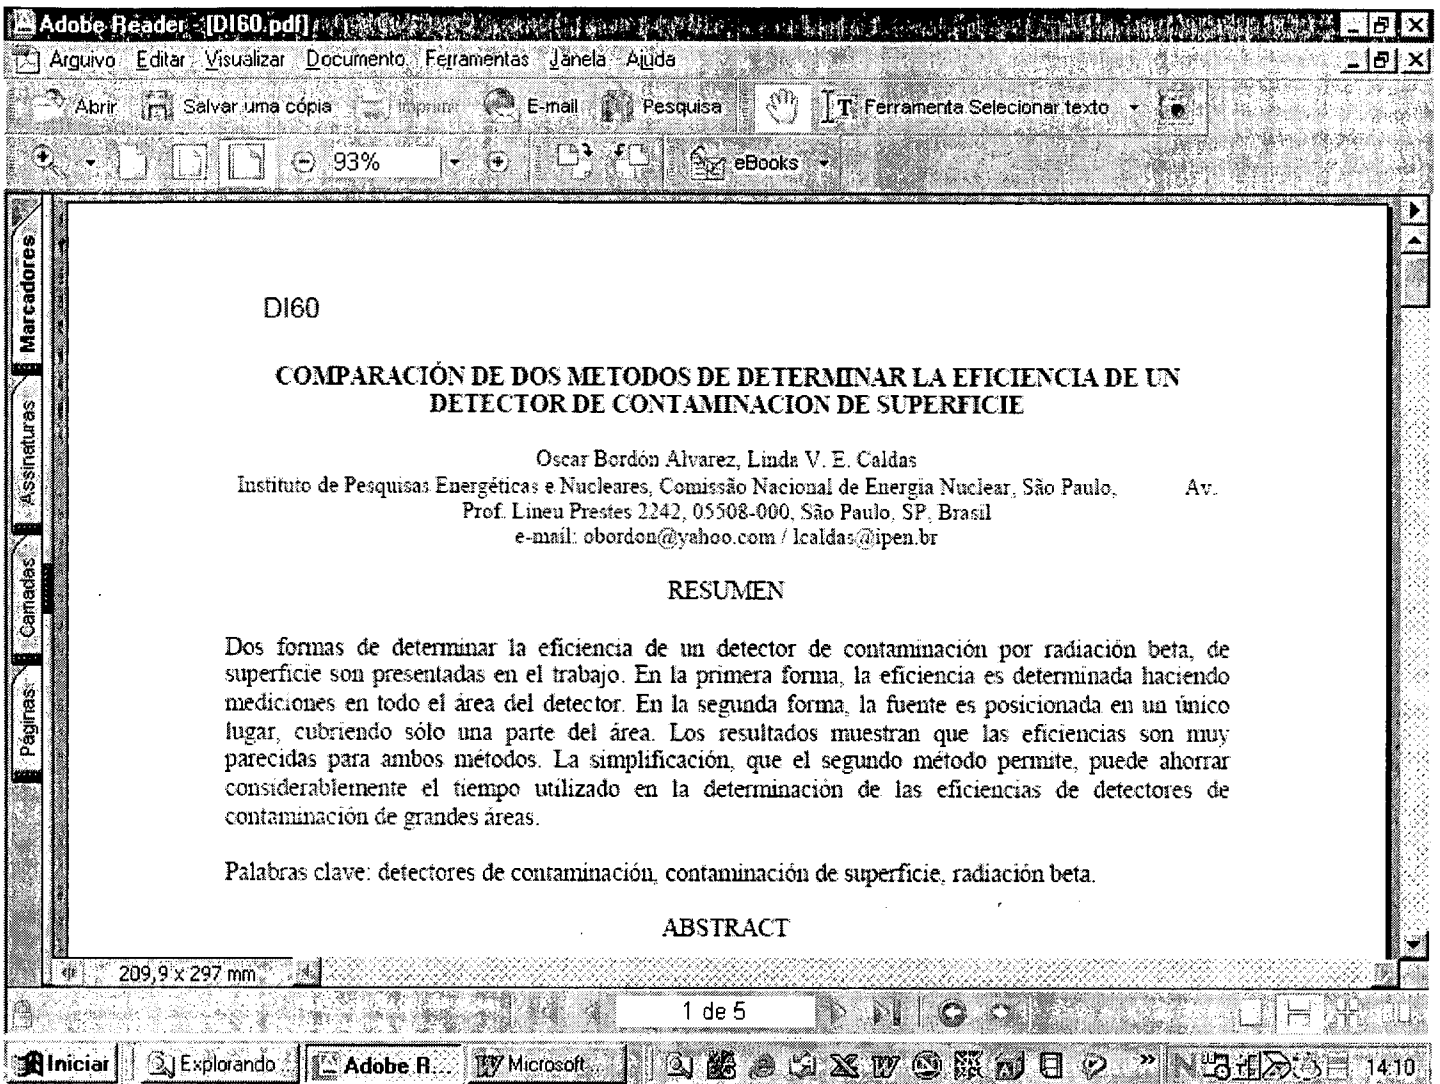 Adobe Reader - [DI60.pdf]
Arquivo Editar Visualizar Documento Ferramentas Janela Ajuda
Abrir Salvar uma cópia Imprimir E-mail Pesquisa Ferramenta Selecionar texto
93% eBooks
Marcadores
Assinaturas
Camadas
Páginas
DI60
COMPARACIÓN DE DOS METODOS DE DETERMINAR LA EFICIENCIA DE UN
DETECTOR DE CONTAMINACION DE SUPERFICIE
Oscar Bordón Alvarez, Linda V. E. Caldas
Instituto de Pesquisas Energéticas e Nucleares, Comissão Nacional de Energia Nuclear, São Paulo, Av.
Prof. Lineu Prestes 2242, 05508-000, São Paulo, SP, Brasil
e-mail: obordon@yahoo.com / lcaldas@ipen.br
RESUMEN
Dos formas de determinar la eficiencia de un detector de contaminación por radiación beta, de
superficie son presentadas en el trabajo. En la primera forma, la eficiencia es determinada haciendo
mediciones en todo el área del detector. En la segunda forma, la fuente es posicionada en un único
lugar, cubriendo sólo una parte del área. Los resultados muestran que las eficiencias son muy
parecidas para ambos métodos. La simplificación, que el segundo método permite, puede ahorrar
considerablemente el tiempo utilizado en la determinación de las eficiencias de detectores de
contaminación de grandes áreas.
Palabras clave: detectores de contaminación, contaminación de superficie, radiación beta.
ABSTRACT
209,9 x 297 mm
1 de 5
Iniciar Explorando ... Adobe R... Microsoft ... 14:10